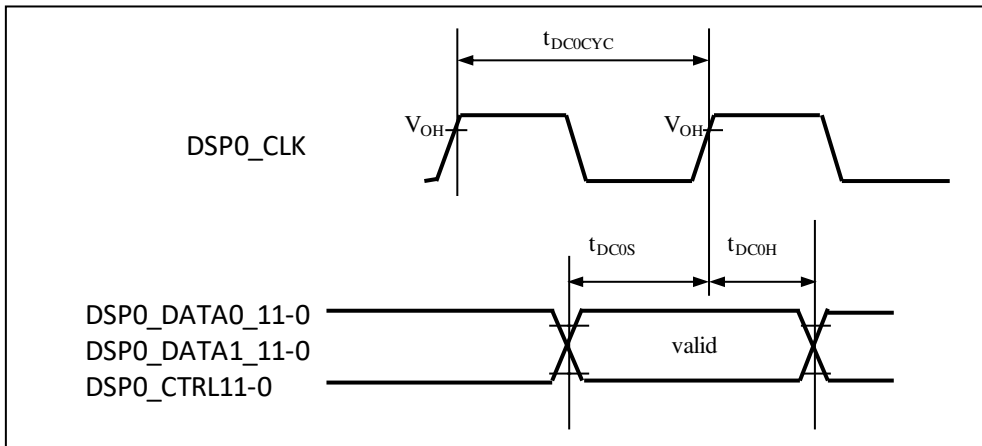 tDC0CYC
VOH VOH
DSP0_CLK
tDC0S tDC0H
DSP0_DATA0_11-0
DSP0_DATA1_11-0
valid
DSP0_CTRL11-0